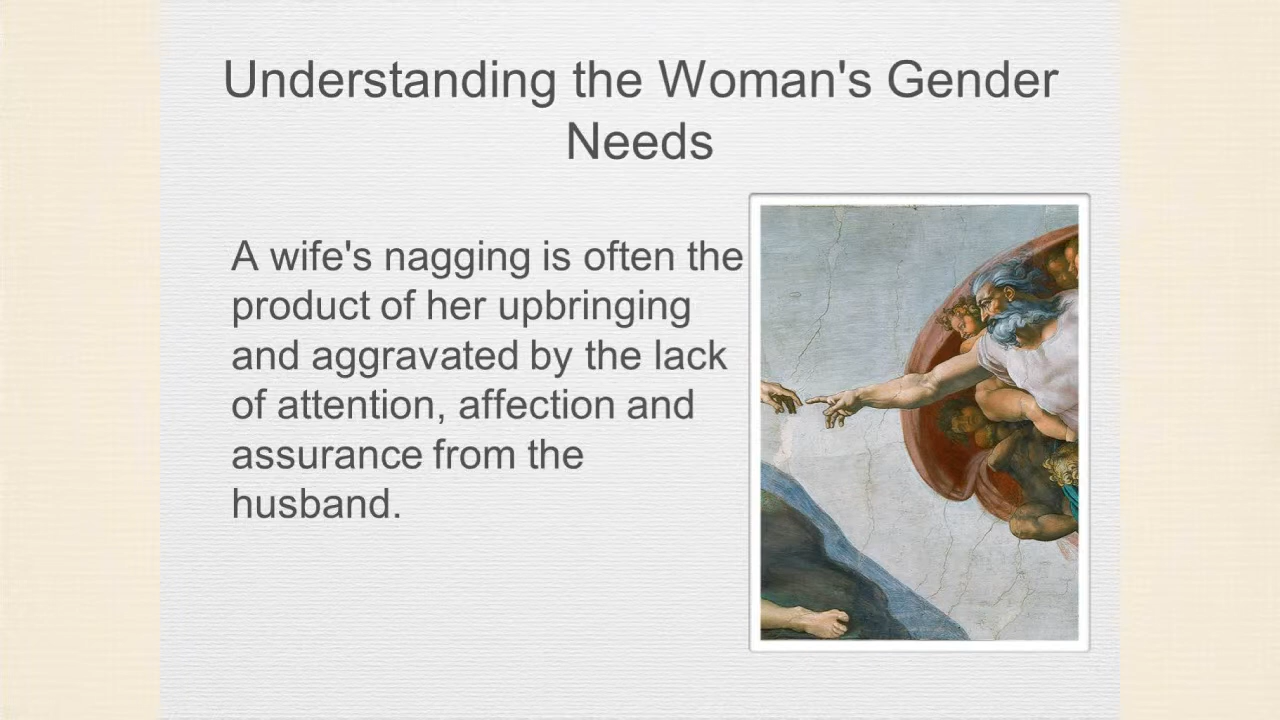 Understanding the Woman's Gender
Needs
A wife's nagging is often the
product of her upbringing
and aggravated by the lack
of attention, affection and
assurance from the
husband.